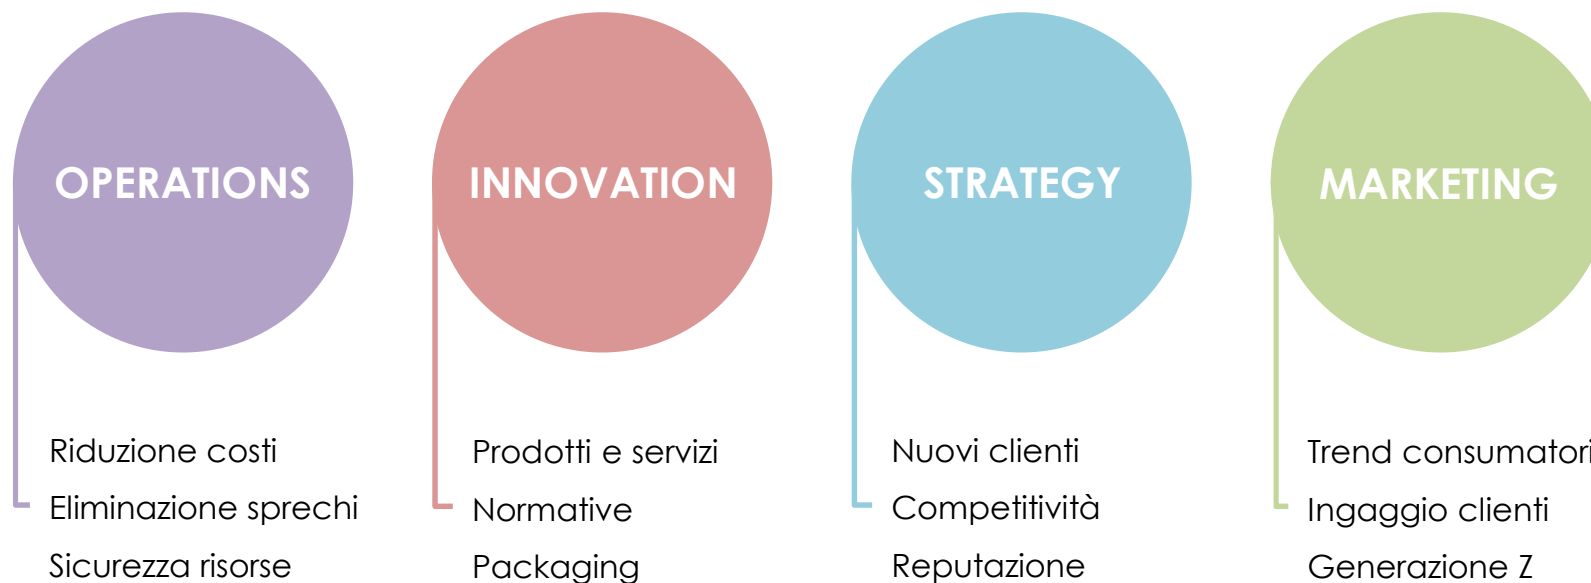 OPERATIONS
Riduzione costi
Eliminazione sprechi
Sicurezza risorse
INNOVATION
Prodotti e servizi
Normative
Packaging
STRATEGY
Nuovi clienti
Competitività
Reputazione
MARKETING
Trend consumatori
Ingaggio clienti
Generazione Z